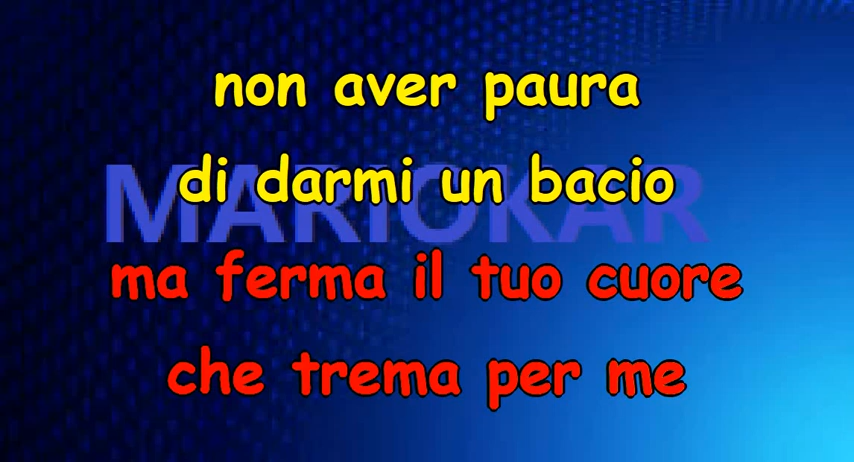 non aver paura
MARIOKAR
di darmi un bacio
ma ferma il tuo cuore
che trema per me